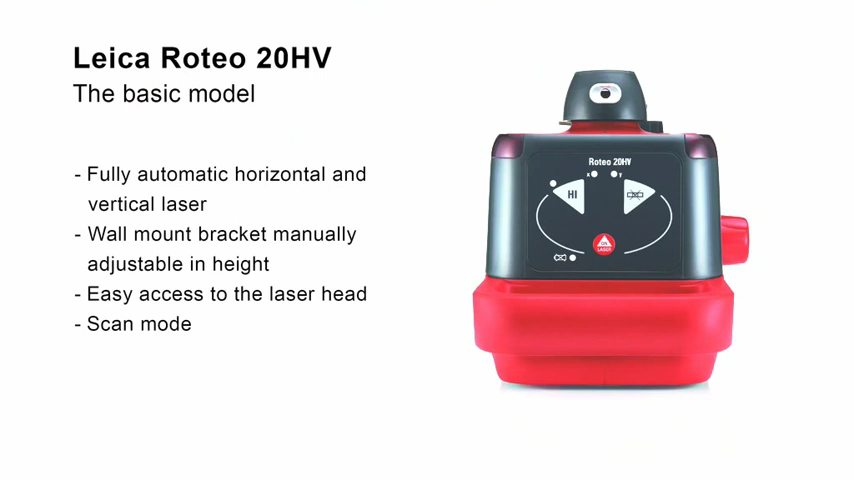 Leica Roteo 20HV
The basic model
- Fully automatic horizontal and
vertical laser
- Wall mount bracket manually
adjustable in height
- Easy access to the laser head
- Scan mode
Roteo 20HV
X Y
HI
LASER